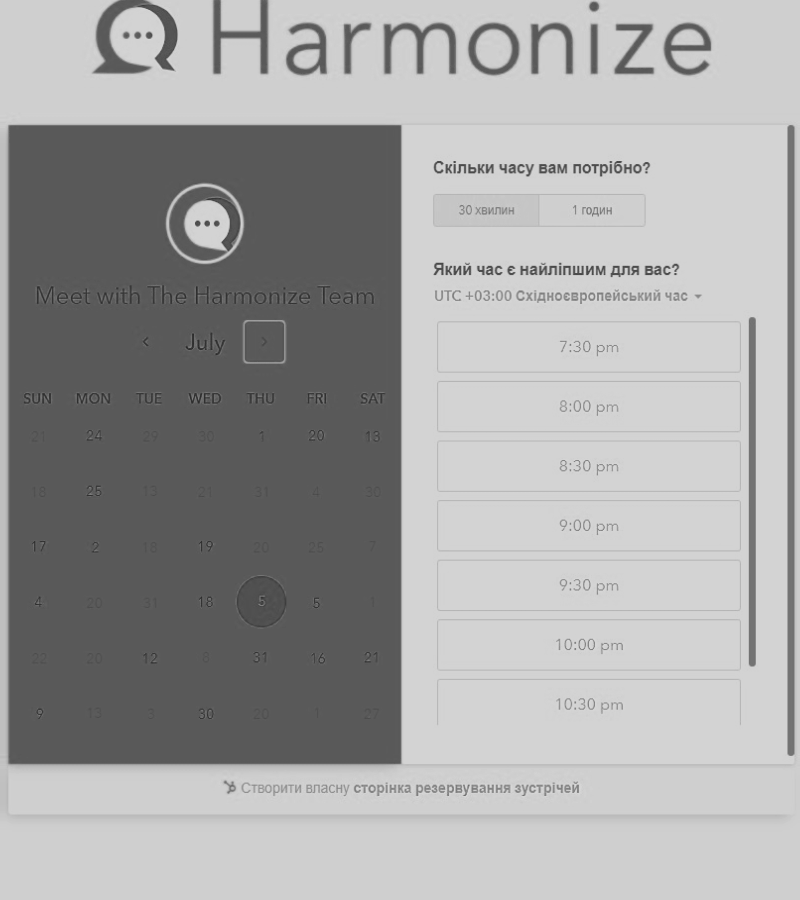 Harmonize
Meet with The Harmonize Team
July
SUN MON TUE WED THU FRI SAT
21 24 29 30 1 20 13
18 25 13 21 31 4 30
17 2 18 19 20 25 7
4 20 31 18 5 5 1
22 20 12 8 31 16 21
9 13 3 30 20 1 27
Скільки часу вам потрібно?
30 хвилин 1 годин
Який час є найліпшим для вас?
UTC +03:00 Східноєвропейський час
7:30 pm
8:00 pm
8:30 pm
9:00 pm
9:30 pm
10:00 pm
10:30 pm
Створити власну сторінка резервування зустрічей